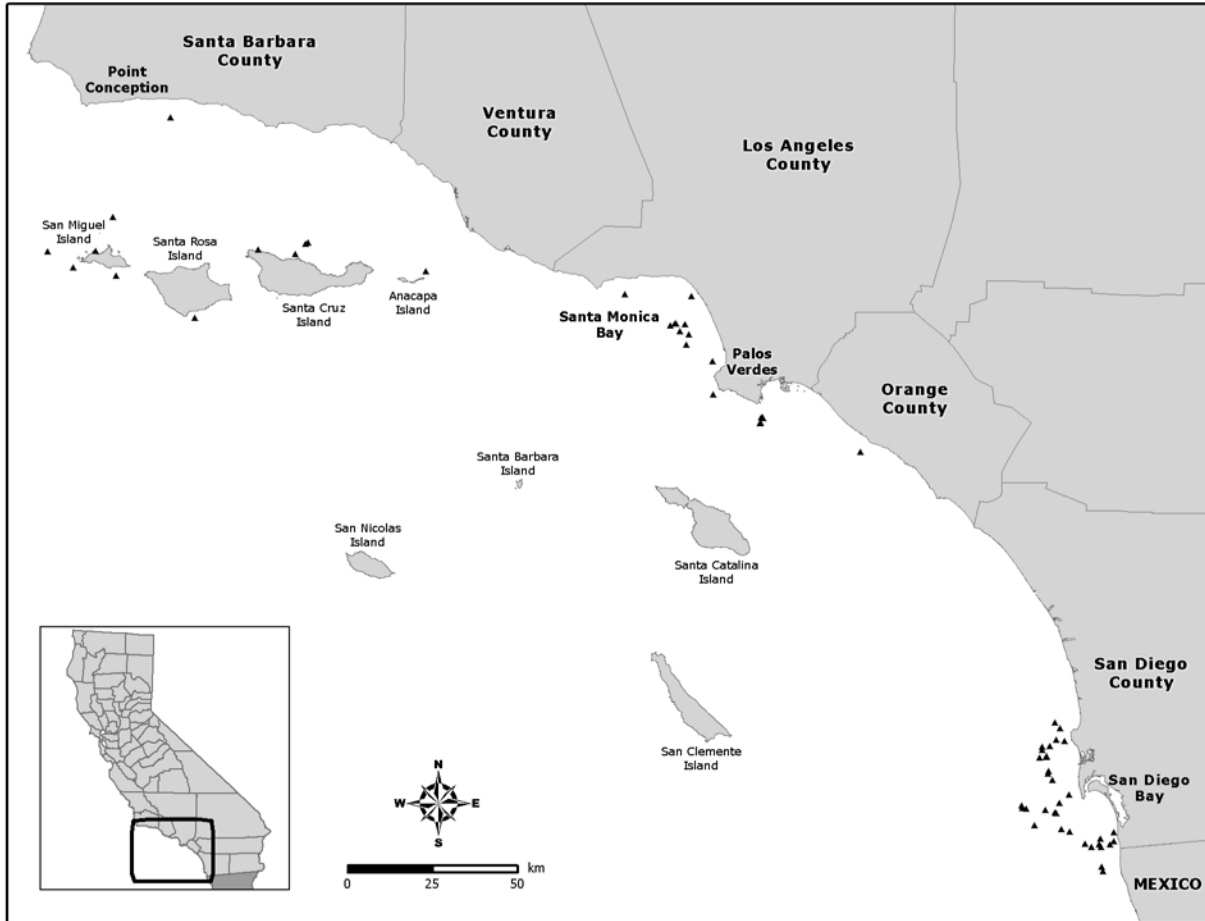 Santa Barbara
County
Point
Conception
Ventura
County
Los Angeles
County
San Miguel
Island
Santa Rosa
Island
Santa Cruz
Island
Anacapa
Island
Santa Monica
Bay
Palos
Verdes
Orange
County
Santa Barbara
Island
San Nicolas
Island
Santa Catalina
Island
San Diego
County
San Clemente
Island
San Diego
Bay
N
W E
S
km
0 25 50
MEXICO